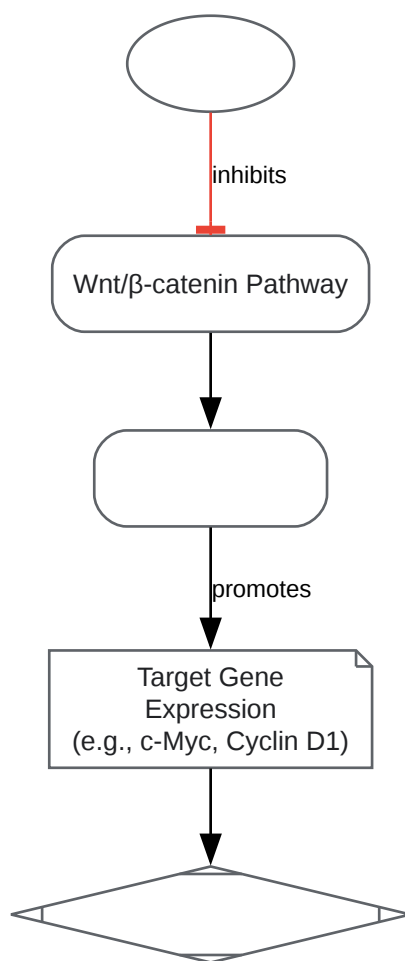 inhibits
Wnt/β-catenin Pathway
promotes
Target Gene
Expression
(e.g., c-Myc, Cyclin D1)